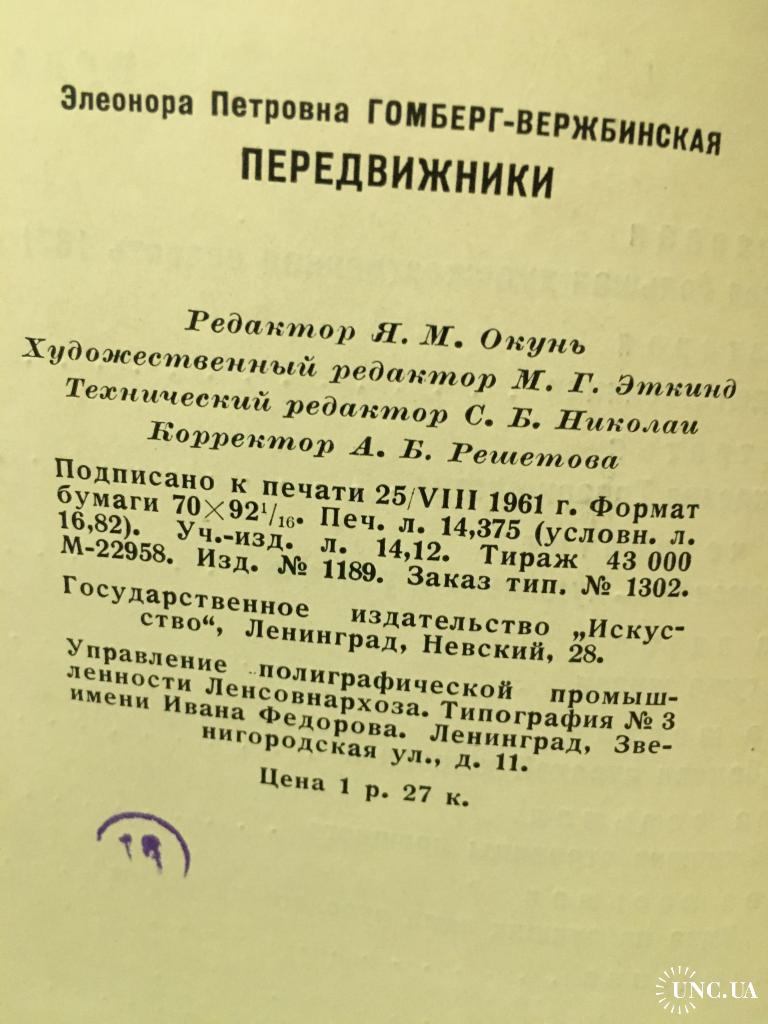 Элеонора Петровна ГОМБЕРГ-ВЕРЖБИНСКАЯ
ПЕРЕДВИЖНИКИ
Редактор Я. М. Окунь
Художественный редактор М. Г. Эткинд
Технический редактор С. Б. Николаи
Корректор А. Б. Решетова
Подписано к печати 25/VIII 1961 г. Формат
бумаги 70×92¹/₁₆. Печ. л. 14,375 (условн. л.
16,82). Уч.-изд. л. 14,12. Тираж 43 000
М-22958. Изд. № 1189. Заказ тип. № 1302.
Государственное издательство „Искус-
ство“, Ленинград, Невский, 28.
Управление полиграфической промыш-
ленности Ленсовнархоза. Типография № 3
имени Ивана Федорова. Ленинград, Зве-
нигородская ул., д. 11.
Цена 1 р. 27 к.
UNC.UA